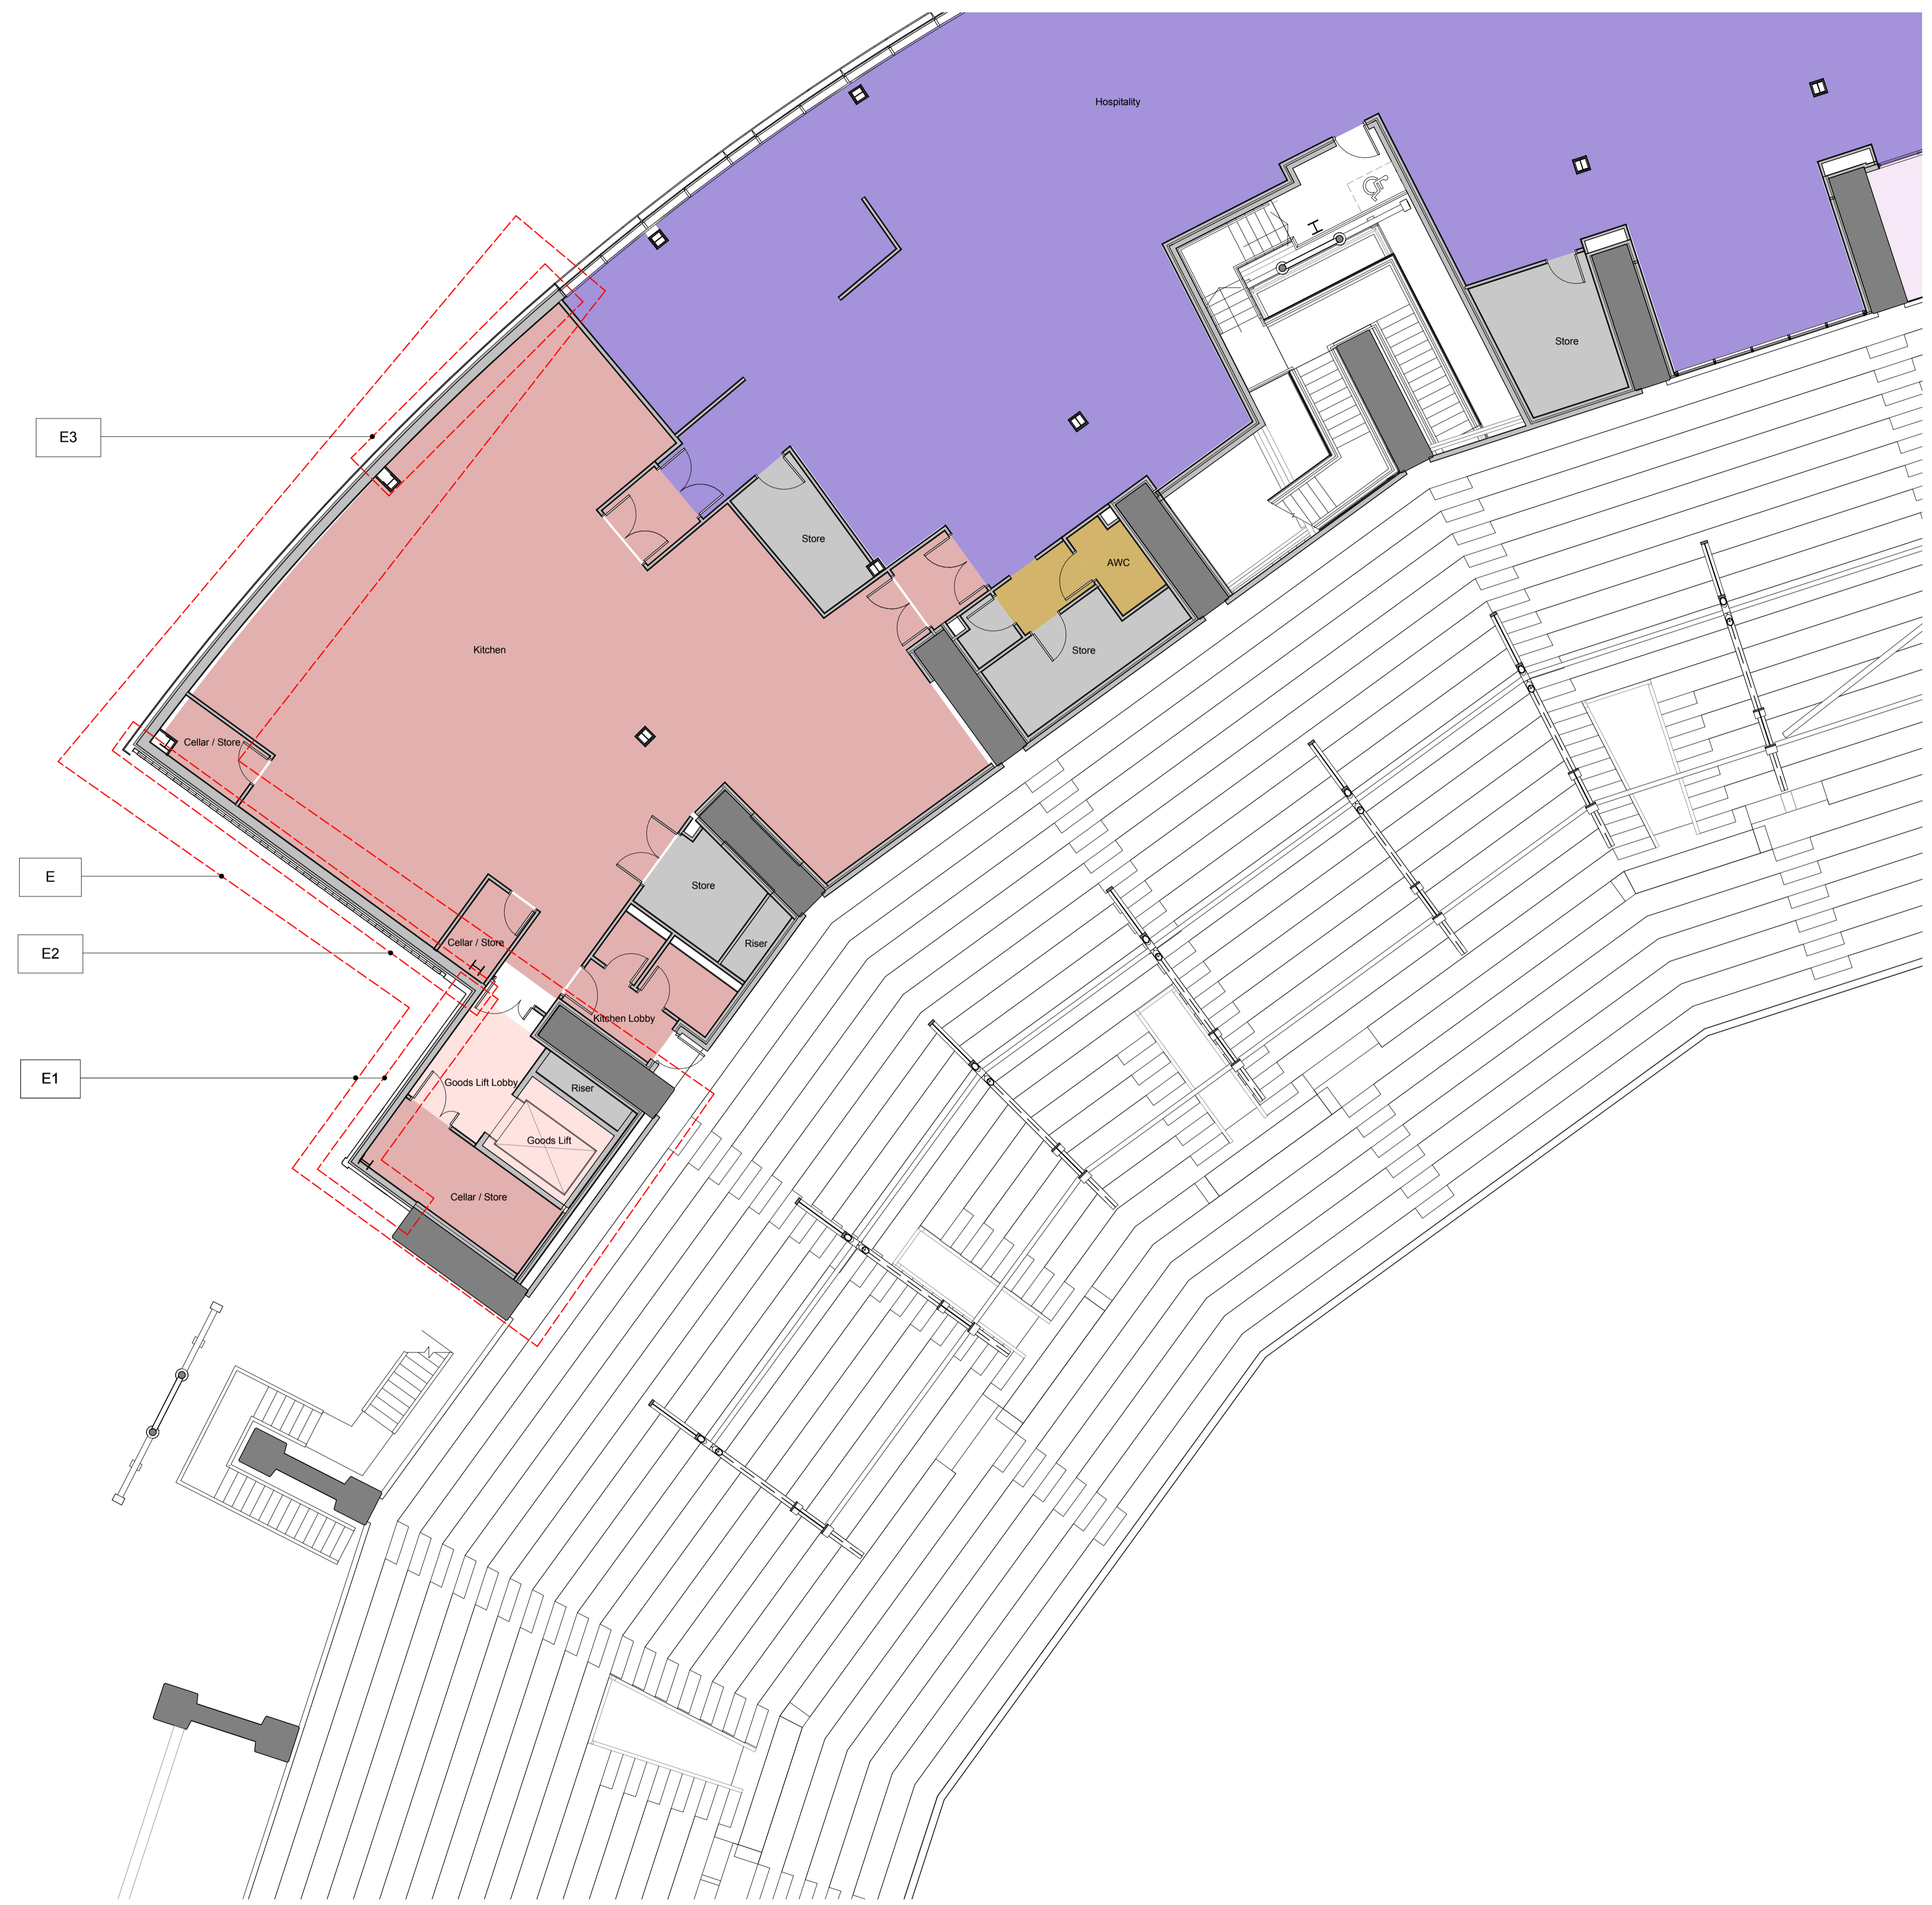 Hospitality
Store
E3
Store
AWC
Kitchen
Store
Cellar / Store
E
Store
Cellar / Store
Riser
E2
Kitchen Lobby
E1
Goods Lift Lobby
Riser
Goods Lift
Cellar / Store